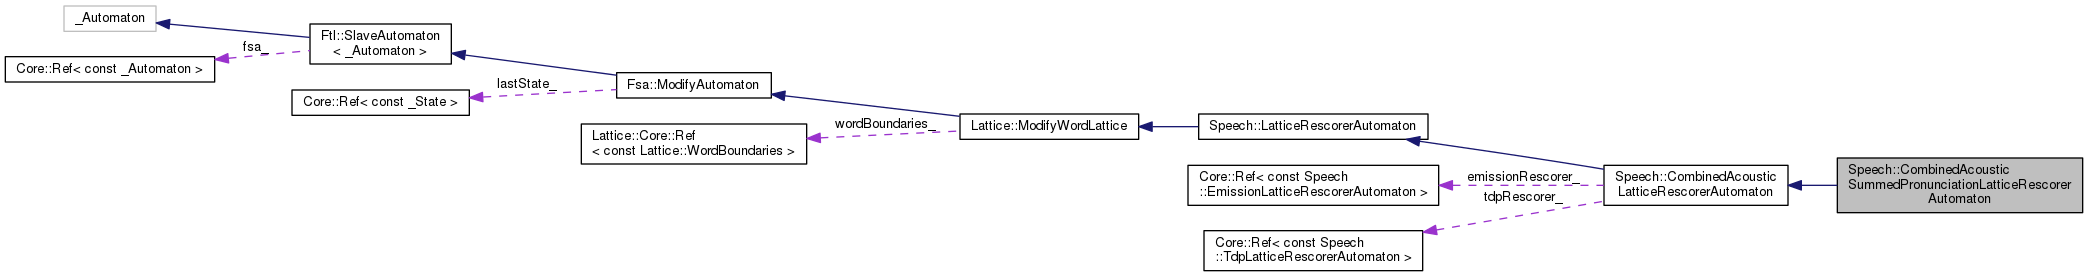 _Automaton
Ftl::SlaveAutomaton
< _Automaton >
fsa_
Core::Ref< const _Automaton >
Fsa::ModifyAutomaton
lastState_
Core::Ref< const _State >
Lattice::ModifyWordLattice
wordBoundaries_
Lattice::Core::Ref
< const Lattice::WordBoundaries >
Speech::LatticeRescorerAutomaton
Speech::CombinedAcoustic
LatticeRescorerAutomaton
emissionRescorer_
Core::Ref< const Speech
::EmissionLatticeRescorerAutomaton >
tdpRescorer_
Core::Ref< const Speech
::TdpLatticeRescorerAutomaton >
Speech::CombinedAcoustic
SummedPronunciationLatticeRescorer
Automaton